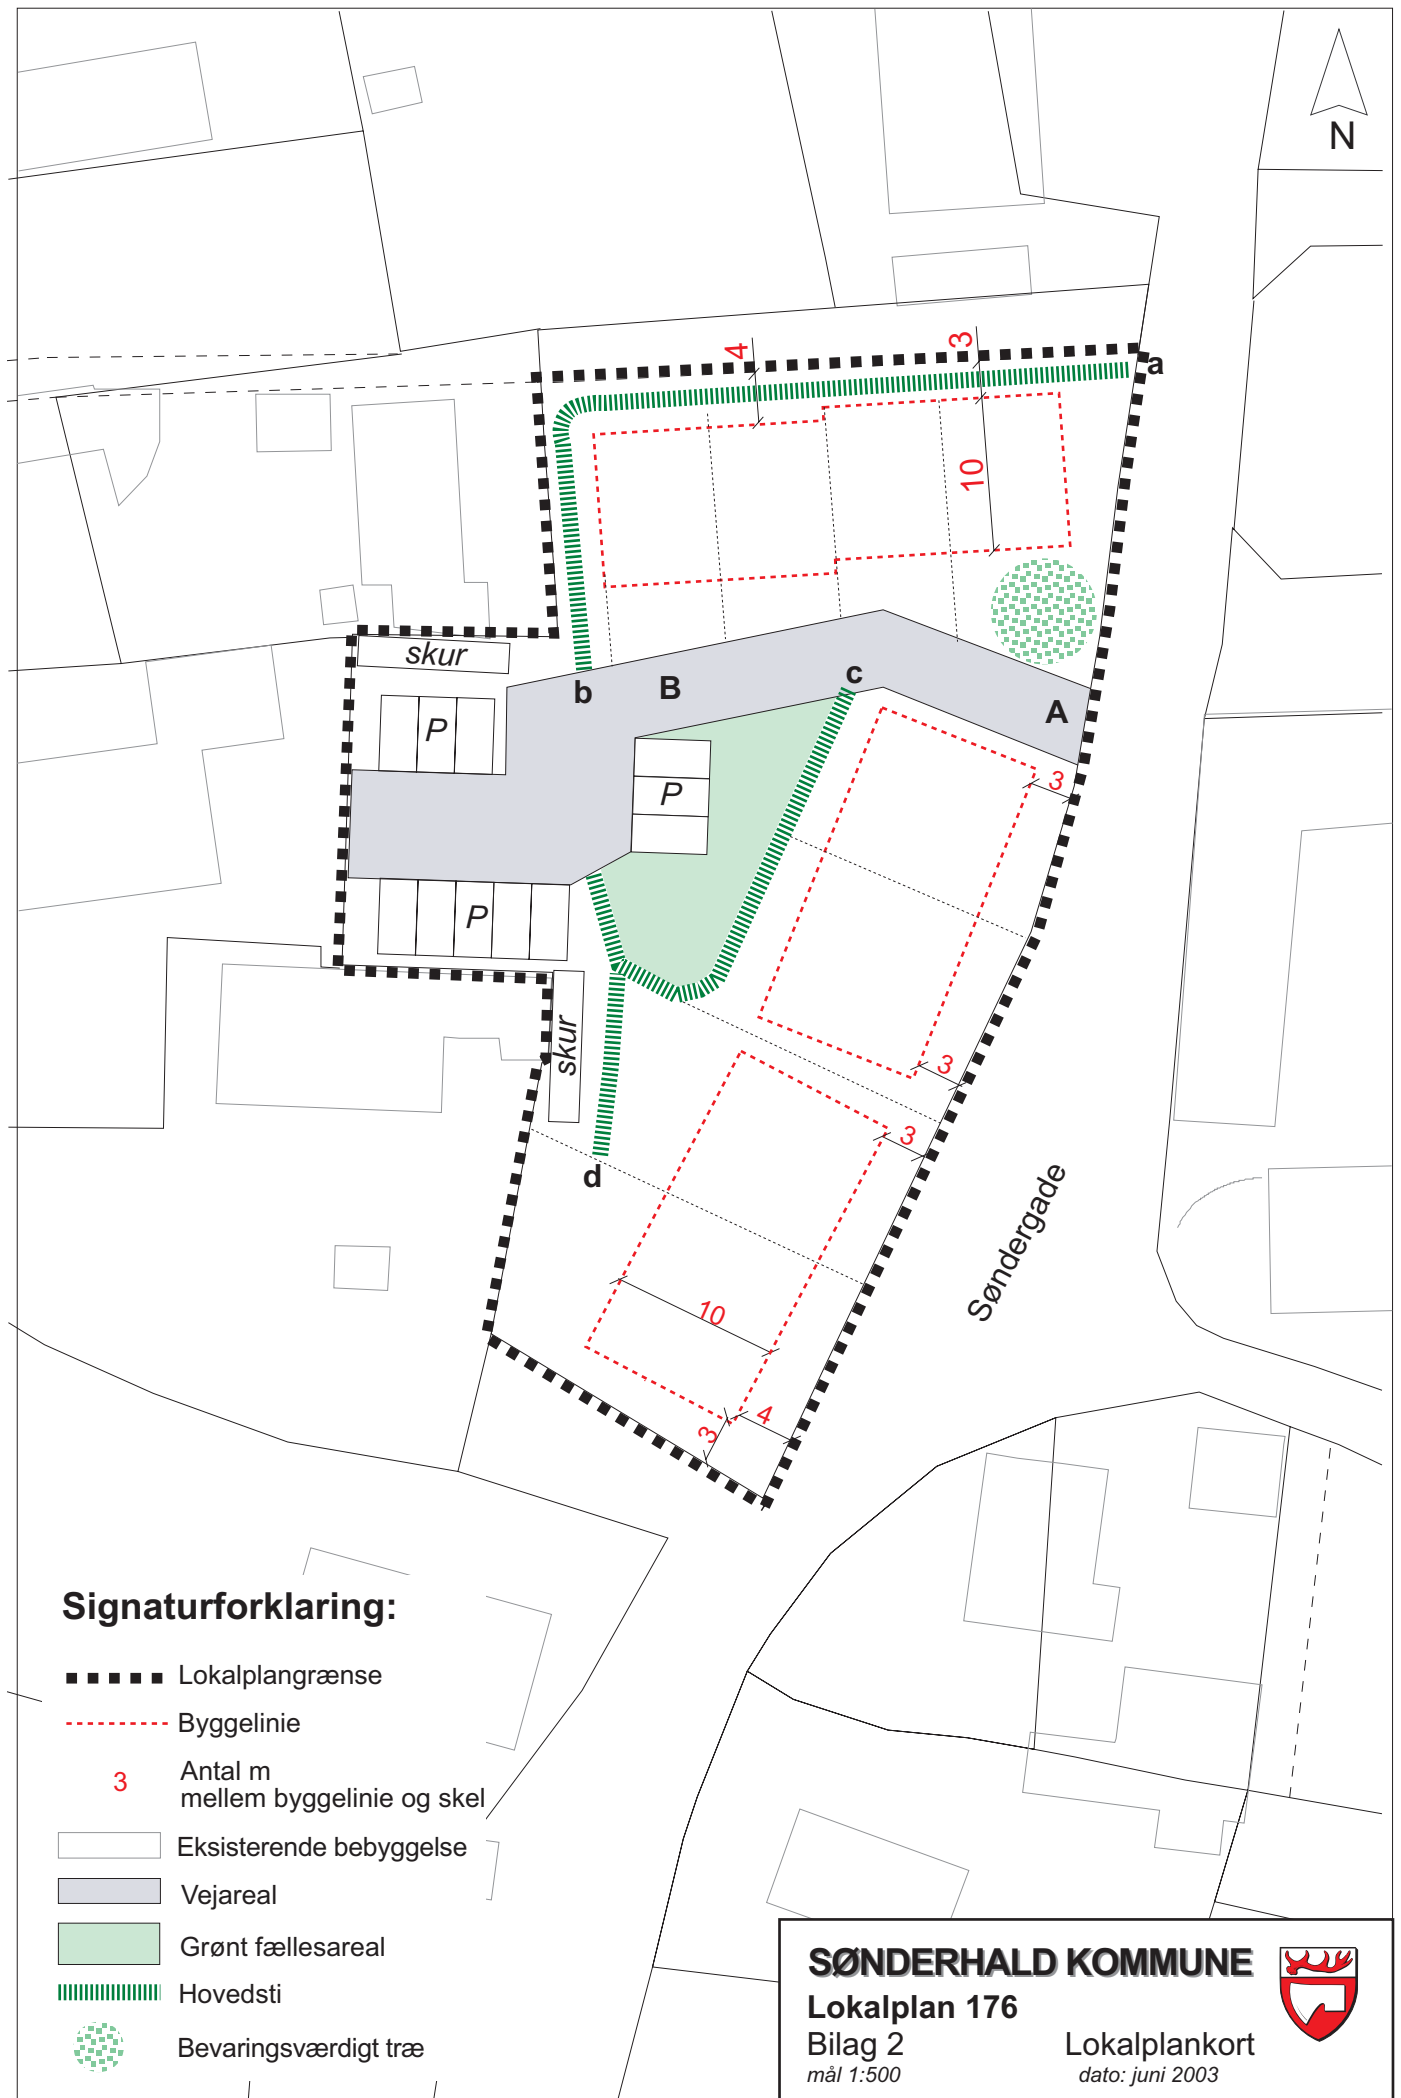 N
4
3
a
10
skur
b
B
c
A
P
P
3
P
skur
3
3
d
Søndergade
10
4
3
Signaturforklaring:
Lokalplangrænse
Byggelinie
3
Antal m
mellem byggelinie og skel
Eksisterende bebyggelse
Vejareal
Grønt fællesareal
Hovedsti
Bevaringsværdigt træ
SØNDERHALD KOMMUNE
Lokalplan 176
Bilag 2
Lokalplankort
mål 1:500
dato: juni 2003